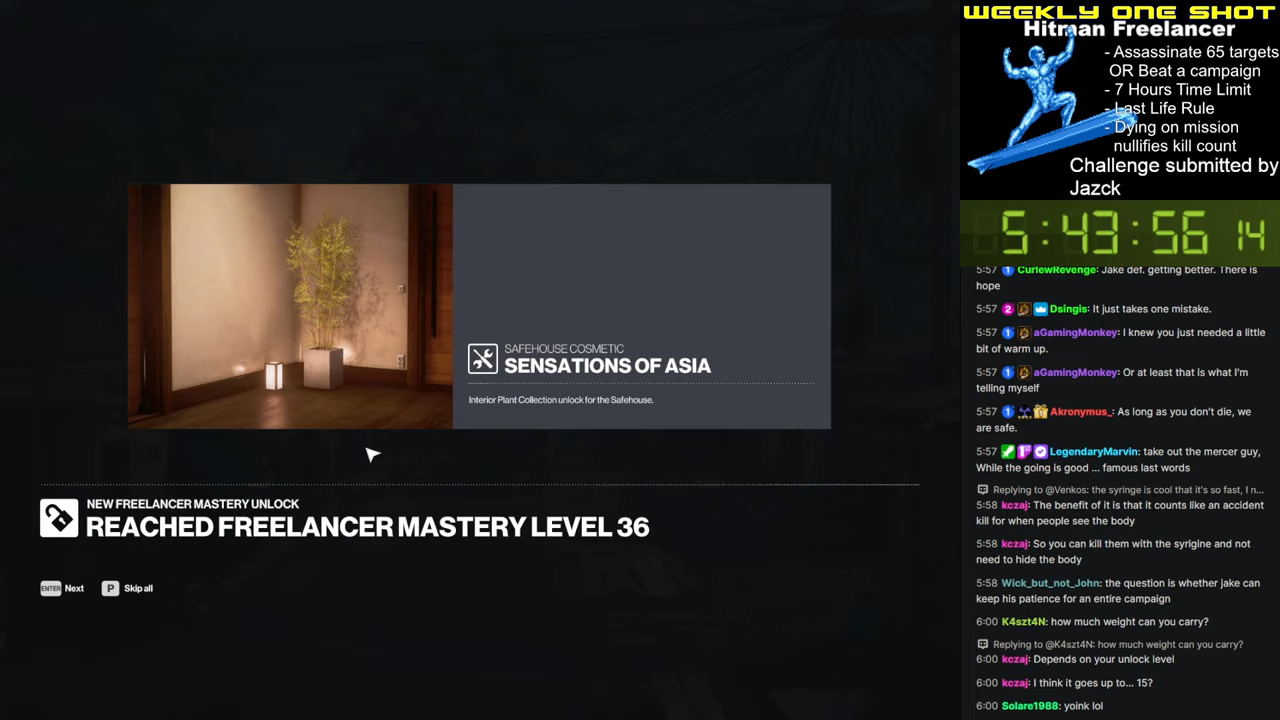 WEEKLY ONE SHOT
Hitman Freelancer
- Assassinate 65 targets
OR Beat a campaign
- 7 Hours Time Limit
- Last Life Rule
- Dying on mission
nullifies kill count
Challenge submitted by
Jazck
5:43:56 14
SAFEHOUSE COSMETIC
SENSATIONS OF ASIA
Interior Plant Collection unlock for the Safehouse.
NEW FREELANCER MASTERY UNLOCK
REACHED FREELANCER MASTERY LEVEL 36
ENTER Next P Skip all
5:57 1 CurlewRevenge: Jake def. getting better. There is
hope
5:57 2 Dsingis: It just takes one mistake.
5:57 1 aGamingMonkey: I knew you just needed a little
bit of warm up.
5:57 1 aGamingMonkey: Or at least that is what I'm
telling myself
5:57 1 Akronymus_: As long as you don't die, we
are safe.
5:57 LegendaryMarvin: take out the mercer guy,
While the going is good ... famous last words
Replying to @Venkos: the syringe is cool that it's so fast, I n...
5:58 kczaj: The benefit of it is that it counts like an accident
kill for when people see the body
5:58 kczaj: So you can kill them with the syrigine and not
need to hide the body
5:58 Wick_but_not_John: the question is whether jake can
keep his patience for an entire campaign
6:00 K4szt4N: how much weight can you carry?
Replying to @K4szt4N: how much weight can you carry?
6:00 kczaj: Depends on your unlock level
6:00 kczaj: I think it goes up to... 15?
6:00 Solare1988: yoink lol